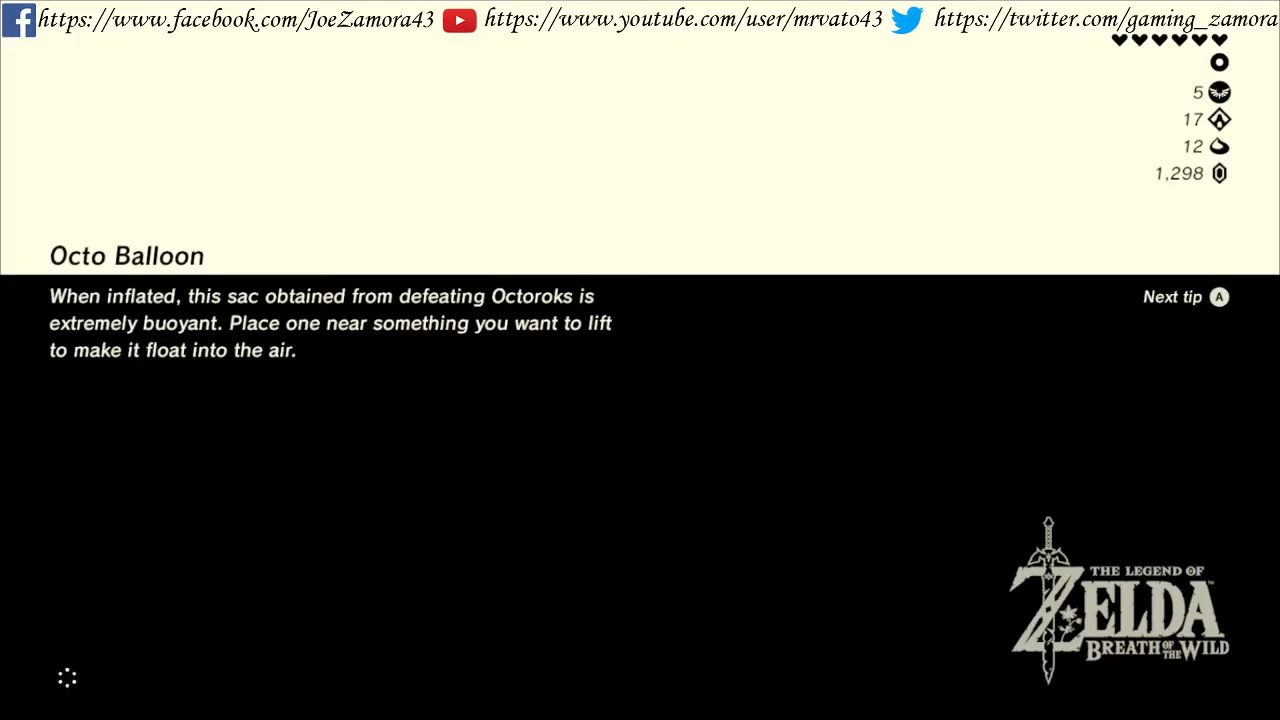 https://www.facebook.com/JoeZamora43 https://www.youtube.com/user/mrvato43 https://twitter.com/gaming_zamora
5
17
12
1,298
Octo Balloon
When inflated, this sac obtained from defeating Octoroks is
extremely buoyant. Place one near something you want to lift
to make it float into the air.
Next tip A
THE LEGEND OF
ZELDA
BREATH OF THE WILD